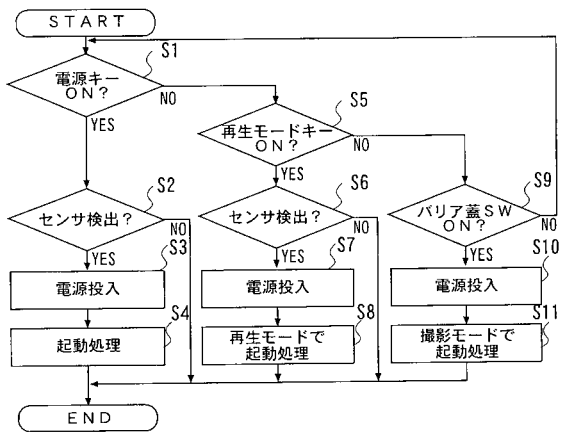 START
S1
電源キー
ON?
NO
YES
S5
再生モードキー
ON?
NO
YES
S2
センサ検出?
NO
YES
S6
センサ検出?
NO
YES
S9
バリア蓋SW
ON?
NO
YES
S3
電源投入
S7
電源投入
S10
電源投入
S4
起動処理
S8
再生モードで
起動処理
S11
撮影モードで
起動処理
END